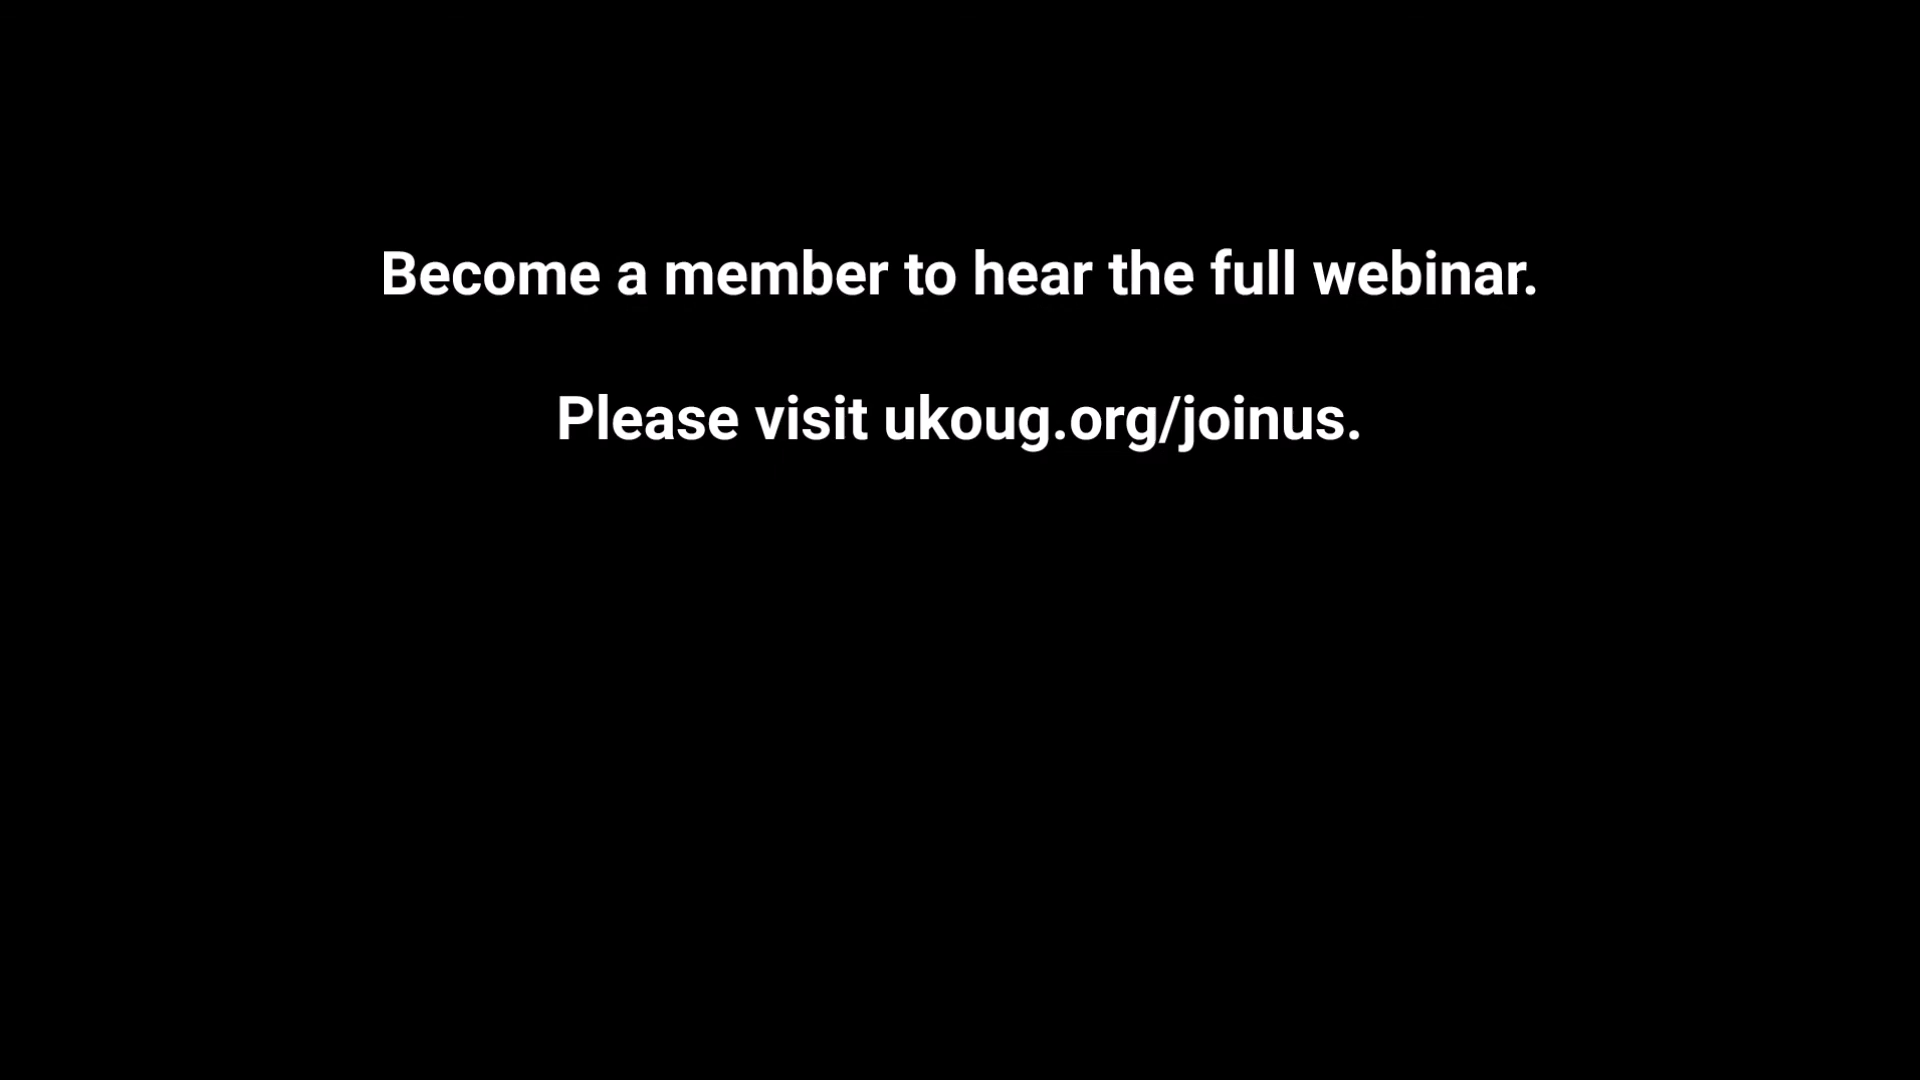 Become a member to hear the full webinar.
Please visit ukoug.org/joinus.